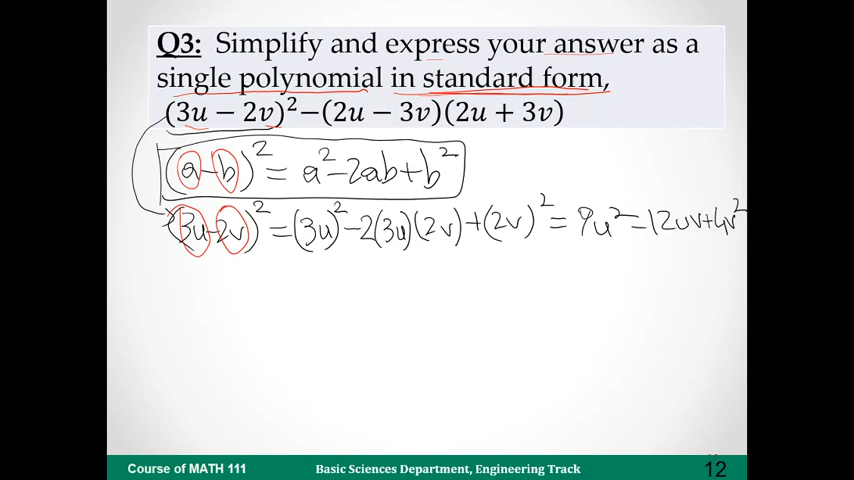 Q3: Simplify and express your answer as a
single polynomial in standard form,
(3u − 2v)²−(2u − 3v)(2u + 3v)
(a-b)² = a²-2ab+b²
(3u-2v)² = (3u)²-2(3u)(2v)+(2v)² = 9u²-12uv+4v²
Course of MATH 111
Basic Sciences Department, Engineering Track
12